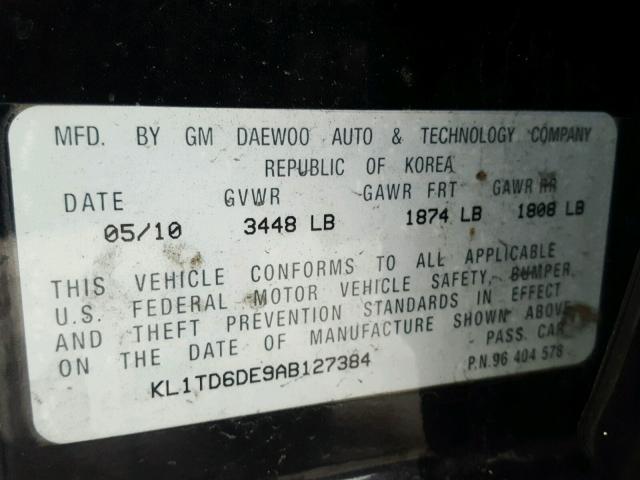 MFD. BY GM DAEWOO AUTO & TECHNOLOGY COMPANY
REPUBLIC OF KOREA
DATE GVWR GAWR FRT GAWR RR
05/10 3448 LB 1874 LB 1808 LB
THIS VEHICLE CONFORMS TO ALL APPLICABLE
U.S. FEDERAL MOTOR VEHICLE SAFETY, BUMPER,
AND THEFT PREVENTION STANDARDS IN EFFECT
ON THE DATE OF MANUFACTURE SHOWN ABOVE
PASS. CAR
KL1TD6DE9AB127384 P.N.96 404 578